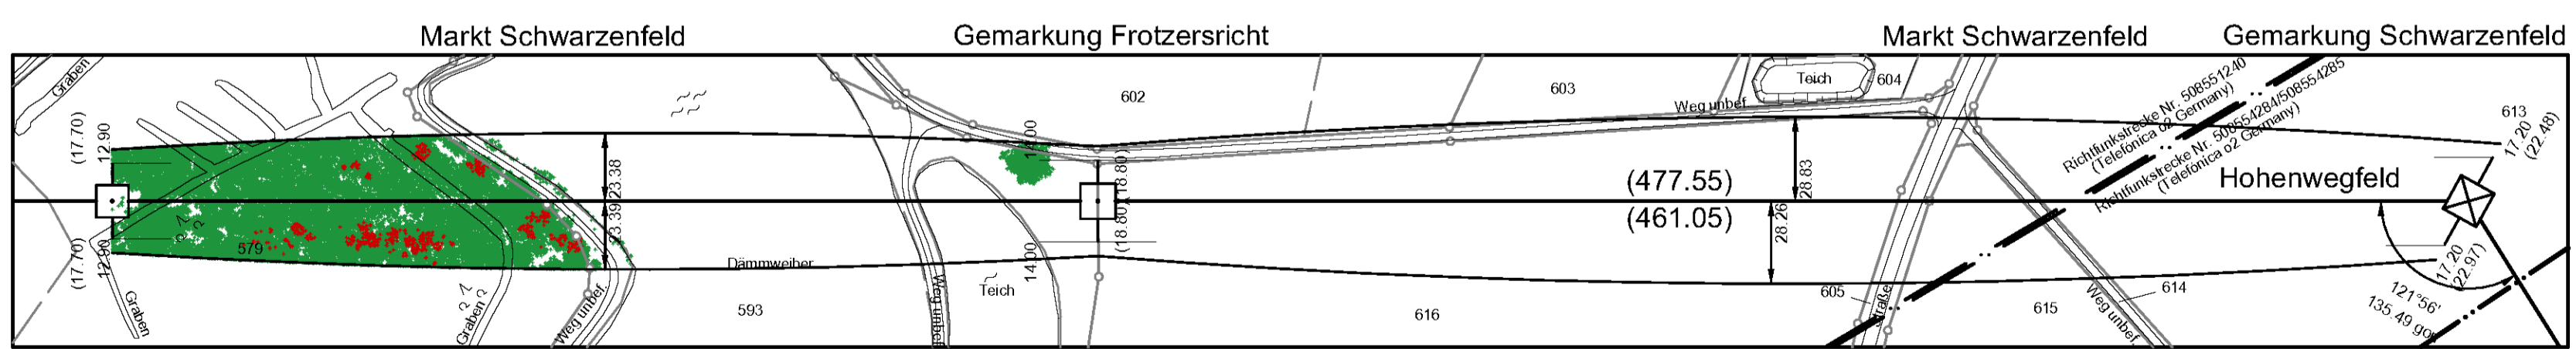 Markt Schwarzenfeld
Gemarkung Frotzersricht
Markt Schwarzenfeld
Gemarkung Schwarzenfeld
Graben
602
603
Teich
604
Weg unbef.
Richtfunkstrecke Nr. 508551240
(Telefónica o2 Germany)
Richtfunkstrecke Nr. 508554284/508554285
(Telefónica o2 Germany)
613
17.20
(22.48)
(17.70)
12.90
23.38
(18.80)
(477.55)
28.83
Hohenwegfeld
(17.70)
12.90
579
23.39
(18.80)
14.00
(461.05)
28.26
17.20
(22.97)
121°56'
135.49 gon
Dämmweiber
Graben
Graben
Weg unbef.
593
Weg unbef.
Teich
616
605
Straße
615
614
Weg unbef.